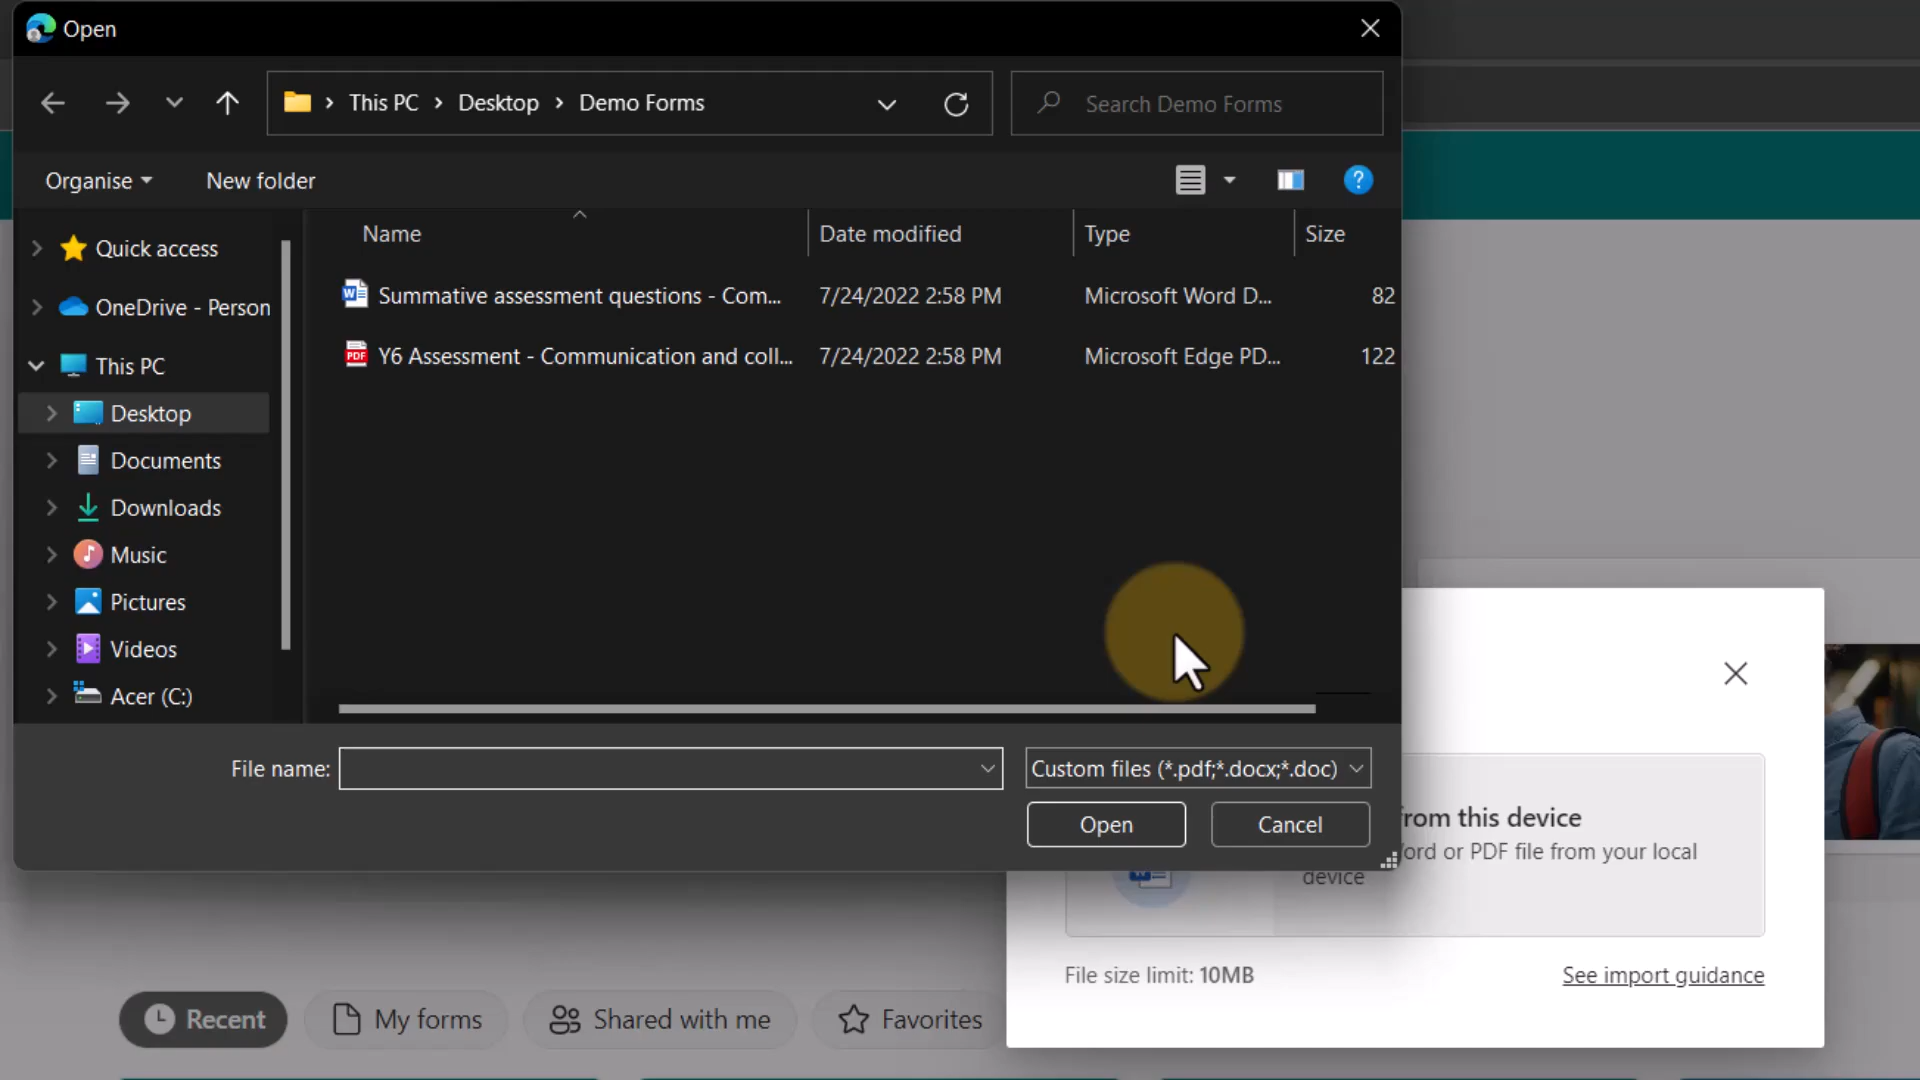 Open
This PC > Desktop > Demo Forms
Search Demo Forms
Organise
New folder
Name
Date modified
Type
Size
Quick access
OneDrive - Person
This PC
Desktop
Documents
Downloads
Music
Pictures
Videos
Acer (C:)
Summative assessment questions - Com... 7/24/2022 2:58 PM Microsoft Word D... 82
PDF Y6 Assessment - Communication and coll... 7/24/2022 2:58 PM Microsoft Edge PD... 122
File name:
Custom files (*.pdf;*.docx;*.doc)
Open
Cancel
from this device
Word or PDF file from your local
device
File size limit: 10MB
See import guidance
Recent
My forms
Shared with me
Favorites